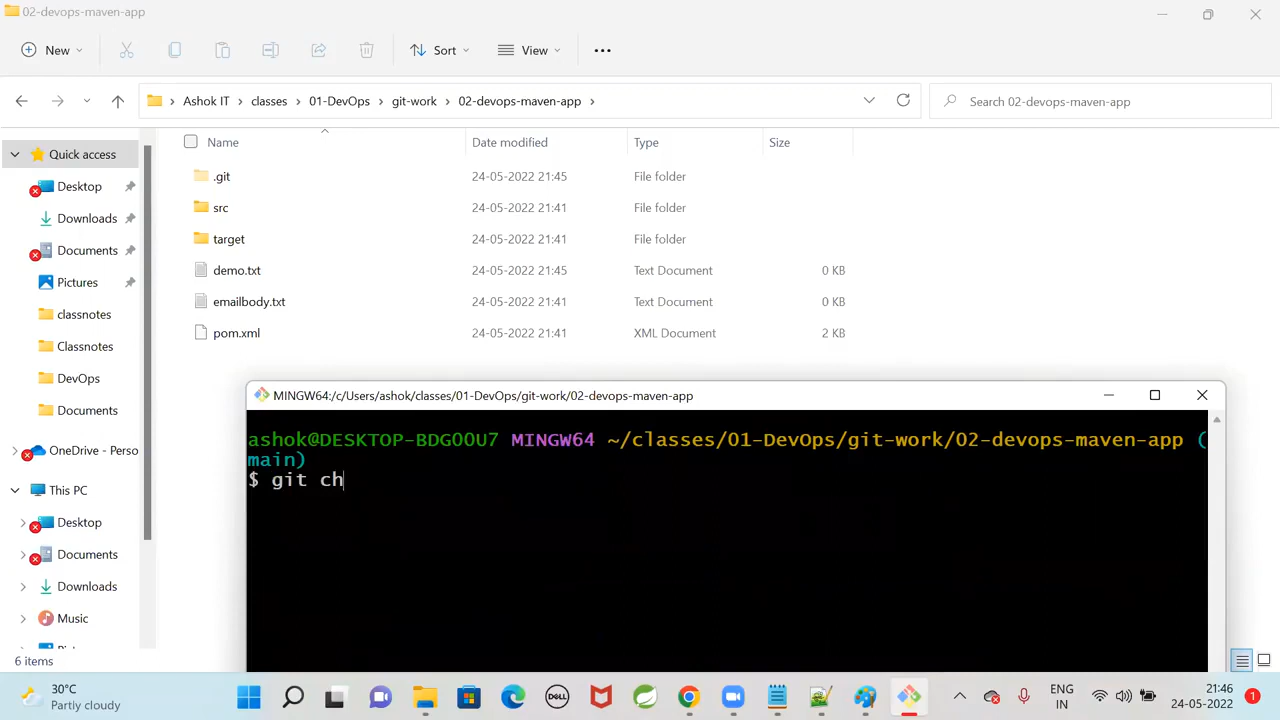 02-devops-maven-app
New
Sort
View
Ashok IT > classes > 01-DevOps > git-work > 02-devops-maven-app >
Search 02-devops-maven-app
Name Date modified Type Size
Quick access
Desktop
Downloads
Documents
Pictures
classnotes
Classnotes
DevOps
Documents
OneDrive - Perso
This PC
Desktop
Documents
Downloads
Music
.git 24-05-2022 21:45 File folder
src 24-05-2022 21:41 File folder
target 24-05-2022 21:41 File folder
demo.txt 24-05-2022 21:45 Text Document 0 KB
emailbody.txt 24-05-2022 21:41 Text Document 0 KB
pom.xml 24-05-2022 21:41 XML Document 2 KB
MINGW64:/c/Users/ashok/classes/01-DevOps/git-work/02-devops-maven-app
ashok@DESKTOP-BDG00U7 MINGW64 ~/classes/01-DevOps/git-work/02-devops-maven-app (
main)
$ git ch
6 items
30°C
Partly cloudy
DELL
ENG
IN
21:46
24-05-2022
1